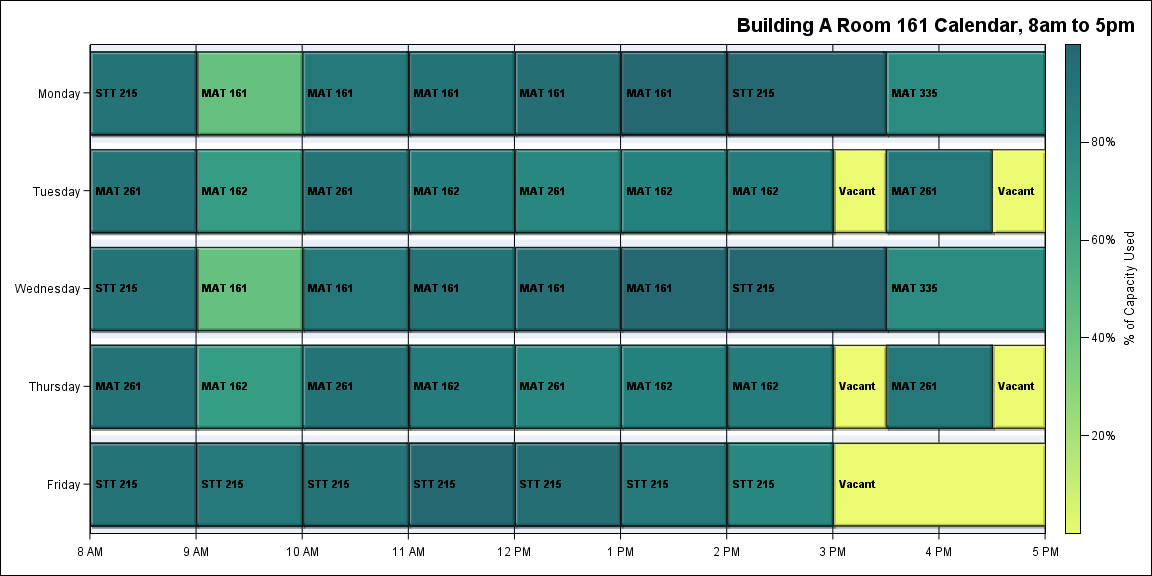 Building A Room 161 Calendar, 8am to 5pm
Monday
STT 215
MAT 161
MAT 161
MAT 161
MAT 161
MAT 161
STT 215
MAT 335
Tuesday
MAT 261
MAT 162
MAT 261
MAT 162
MAT 261
MAT 162
MAT 162
Vacant
MAT 261
Vacant
Wednesday
STT 215
MAT 161
MAT 161
MAT 161
MAT 161
MAT 161
STT 215
MAT 335
Thursday
MAT 261
MAT 162
MAT 261
MAT 162
MAT 261
MAT 162
MAT 162
Vacant
MAT 261
Vacant
Friday
STT 215
STT 215
STT 215
STT 215
STT 215
STT 215
STT 215
Vacant
8 AM
9 AM
10 AM
11 AM
12 PM
1 PM
2 PM
3 PM
4 PM
5 PM
80%
60%
40%
20%
% of Capacity Used